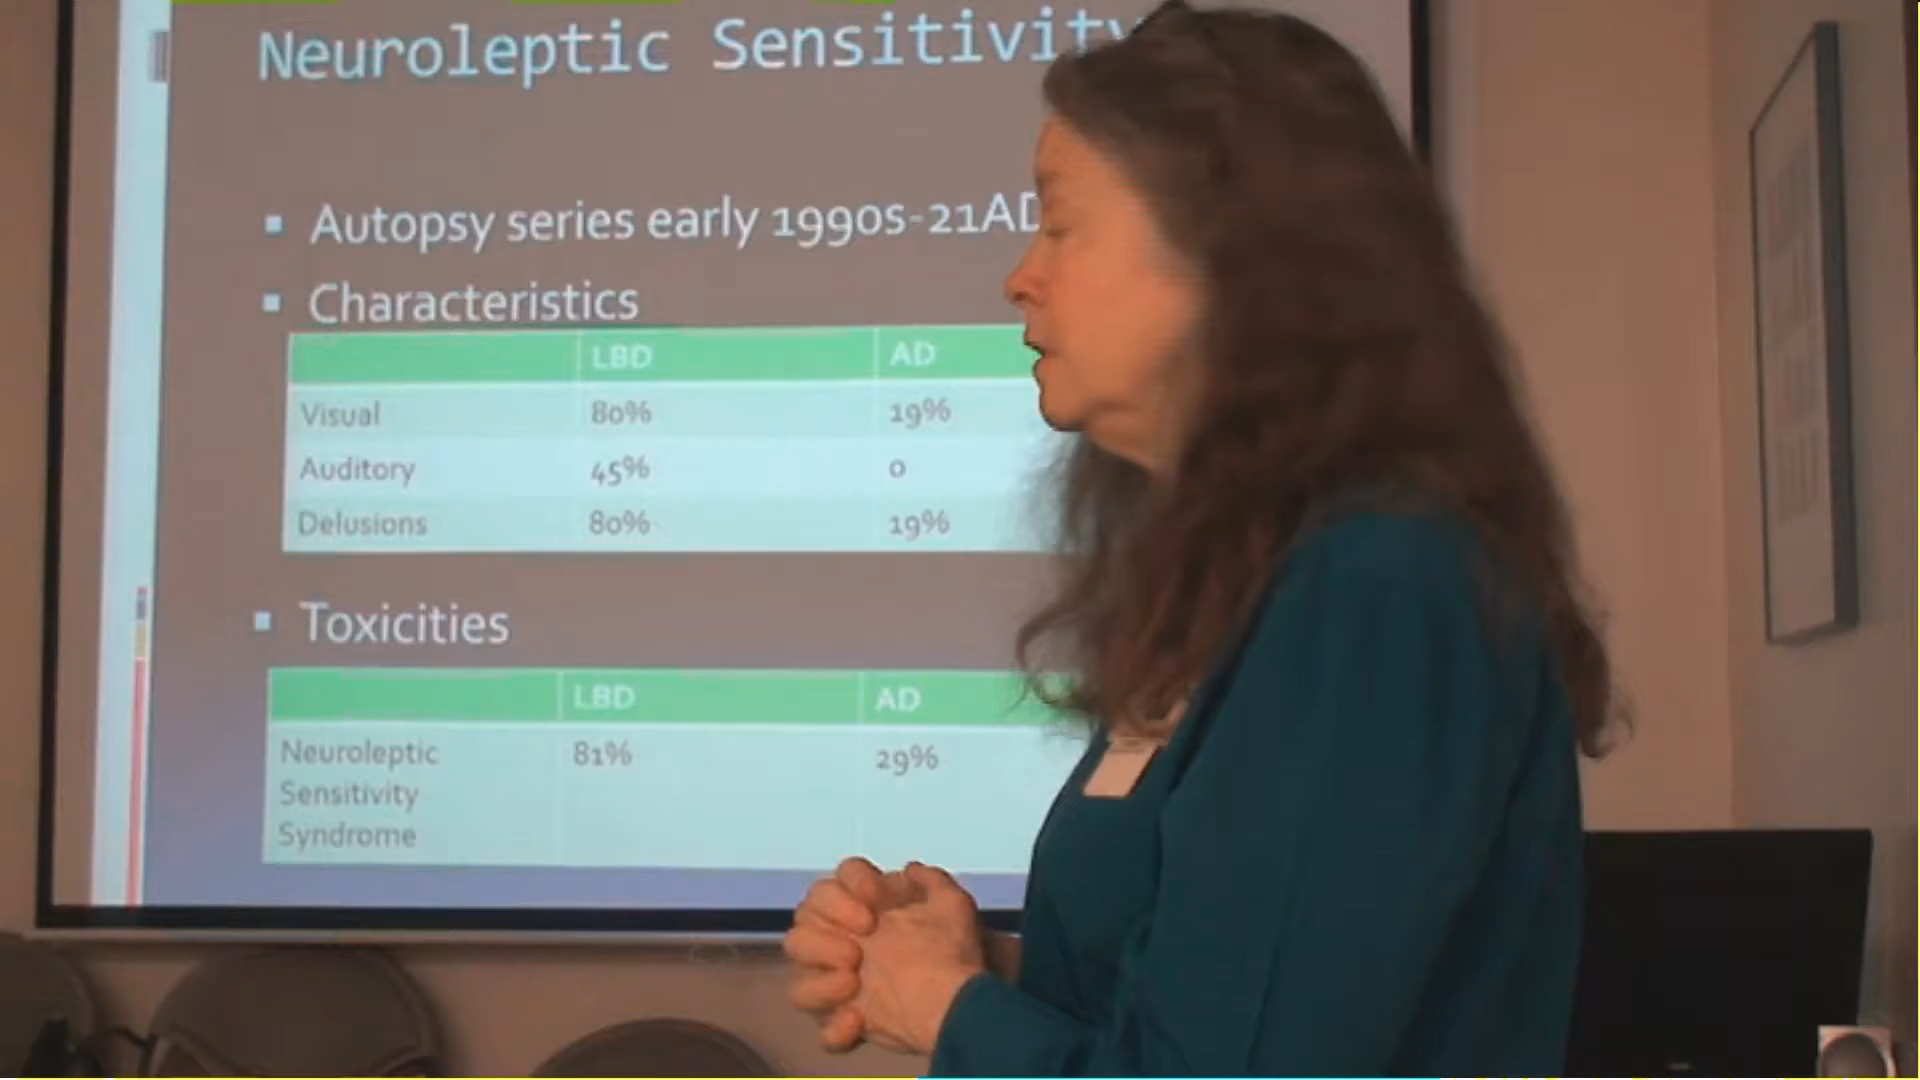 Neuroleptic Sensitivity
▪ Autopsy series early 1990s-21AD
▪ Characteristics
LBD AD
Visual 80% 19%
Auditory 45% 0
Delusions 80% 19%
▪ Toxicities
LBD AD
Neuroleptic 81% 29%
Sensitivity
Syndrome